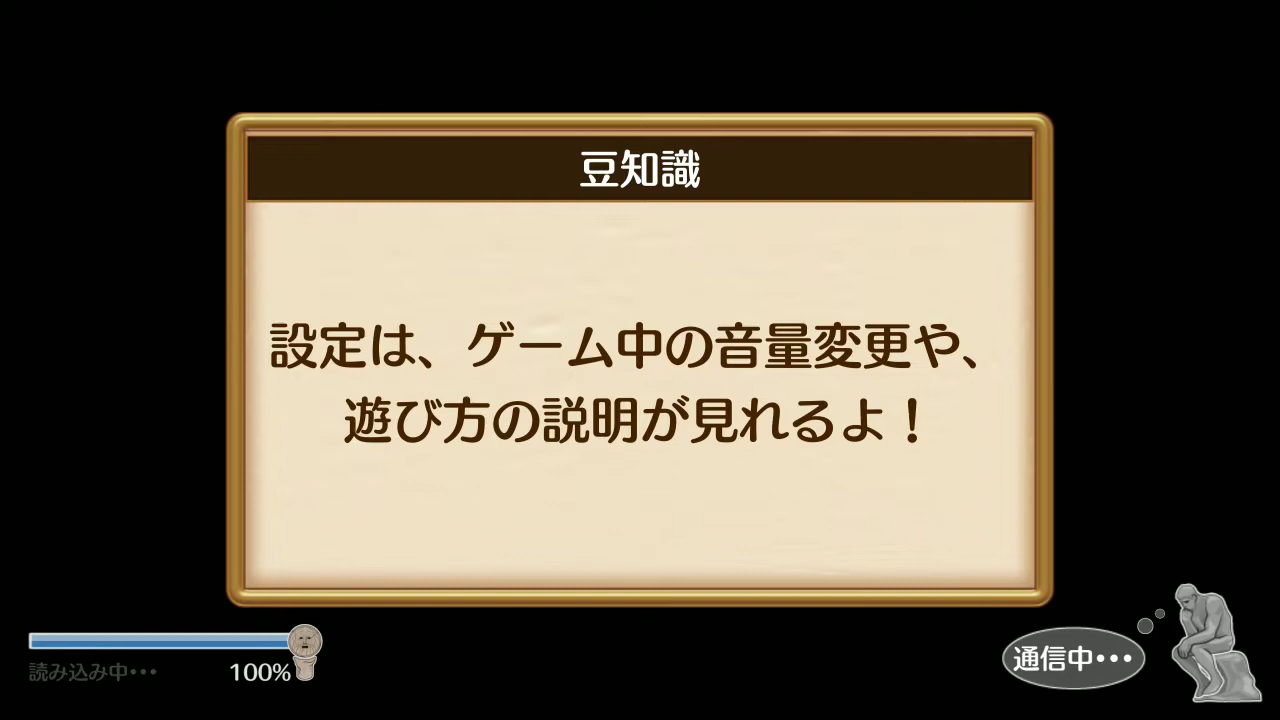 豆知識
設定は、ゲーム中の音量変更や、
遊び方の説明が見れるよ！
読み込み中･･･
100%
通信中･･･